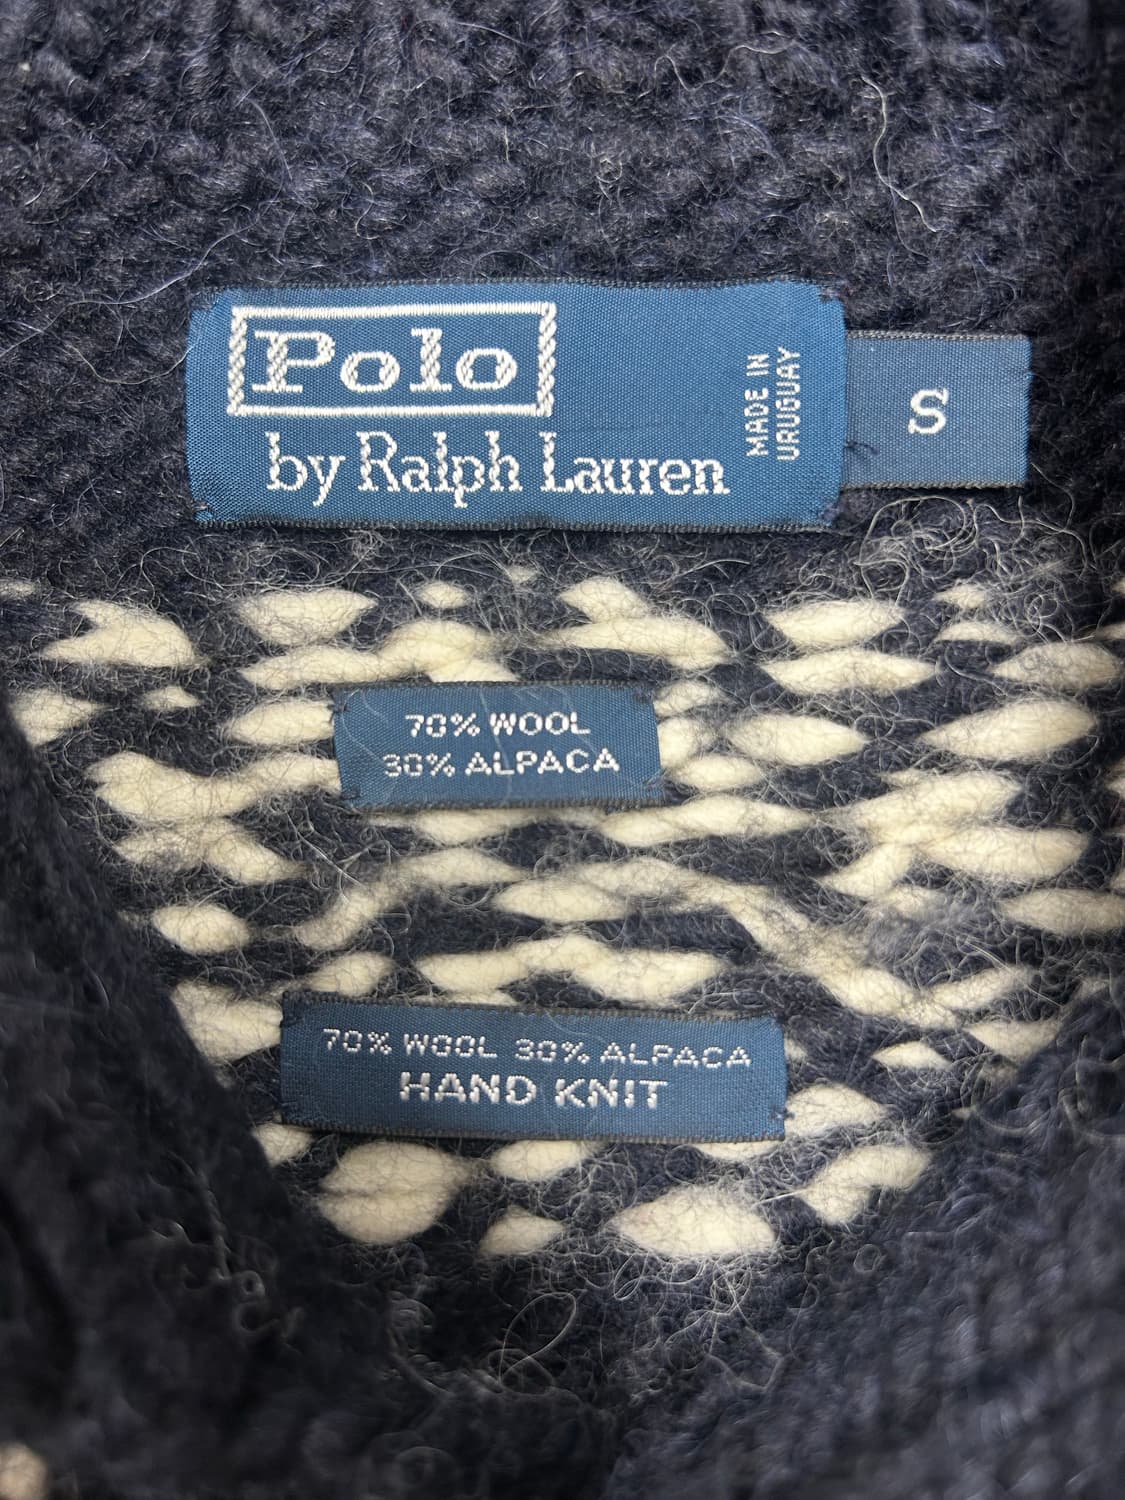 Polo
by Ralph Lauren
MADE IN
URUGUAY
S
70% WOOL
30% ALPACA
70% WOOL 30% ALPACA
HAND KNIT